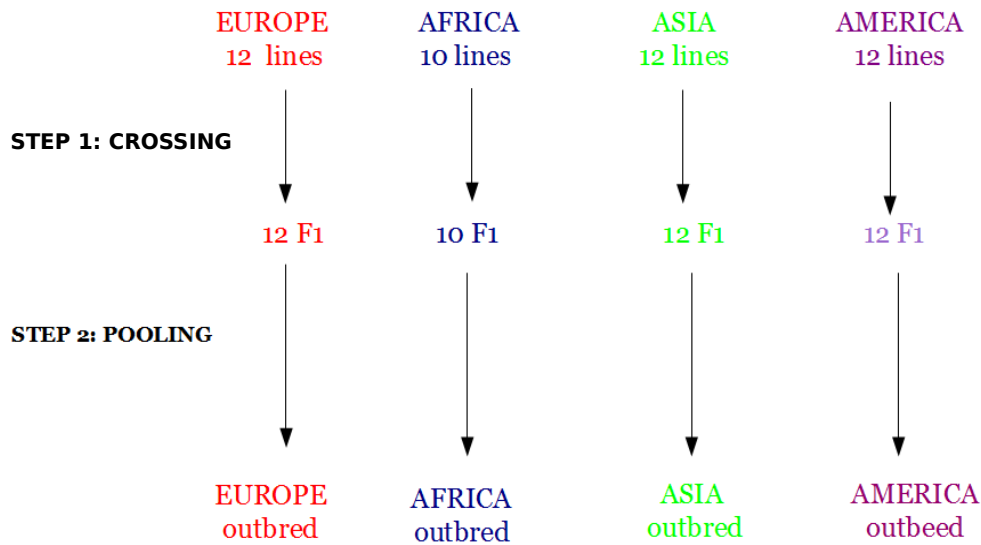 EUROPE
12 lines
AFRICA
10 lines
ASIA
12 lines
AMERICA
12 lines
STEP 1: CROSSING
12 F1
10 F1
12 F1
12 F1
STEP 2: POOLING
EUROPE
outbred
AFRICA
outbred
ASIA
outbred
AMERICA
outbeed